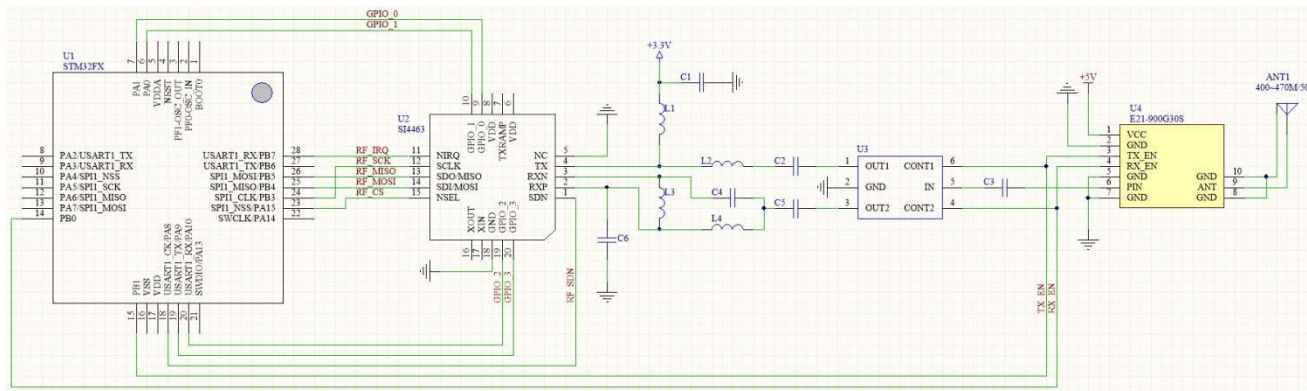 GPIO_0
GPIO_1
U1
STM32FX
7
6
5
4
3
2
1
PA1
PA0
VDDA
NRST
PF1-OSC_OUT
PF0-OSC_IN
BOOT0
8 PA2/USART1_TX
9 PA3/USART1_RX
10 PA4/SPI1_NSS
11 PA5/SPI1_SCK
12 PA6/SPI1_MISO
13 PA7/SPI1_MOSI
14 PB0
USART1_RX/PB7 28
USART1_TX/PB6 27
SPI1_MOSI/PB5 26
SPI1_MISO/PB4 25
SPI1_CLK/PB3 24
SPI1_NSS/PA15 23
SWCLK/PA14 22
PB1
VSS
VDD
USART1_CK/PA8
USART1_TX/PA9
USART1_RX/PA10
SWDIO/PA13
15
16
17
18
19
20
21
RF_IRQ
RF_SCK
RF_MISO
RF_MOSI
RF_CS
U2
SI4463
10
9
8
7
6
GPIO_1
GPIO_0
VDD
TXRAMP
VDD
11 NIRQ
12 SCLK
13 SDO/MISO
14 SDI/MOSI
15 NSEL
NC 5
TX 4
RXN 3
RXP 2
SDN 1
XOUT
XIN
GND
GPIO_2
GPIO_3
16
17
18
19
20
GPIO_2
GPIO_3
RF_SDN
+3.3V
C1
L1
L2
C2
L3
C4
L4
C5
C6
U3
1 OUT1
2 GND
3 OUT2
CONT1 6
IN 5
CONT2 4
C3
TX_EN
RX_EN
+5V
U4
E21-900G30S
1 VCC
2 GND
3 TX_EN
4 RX_EN
5 GND
6 PIN
7 GND
GND 10
ANT 9
GND 8
ANT1